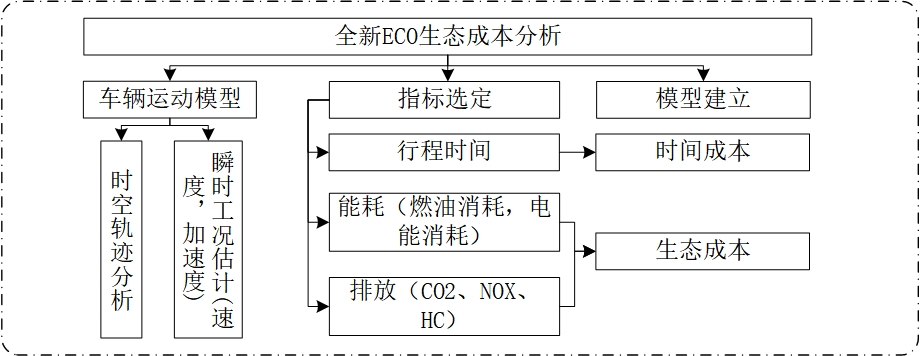 全新ECO生态成本分析
车辆运动模型
指标选定
模型建立
时空轨迹分析
瞬时工况估计(速
度，加速度)
行程时间
时间成本
能耗（燃油消耗，电
能消耗）
生态成本
排放（CO2、NOX、
HC）